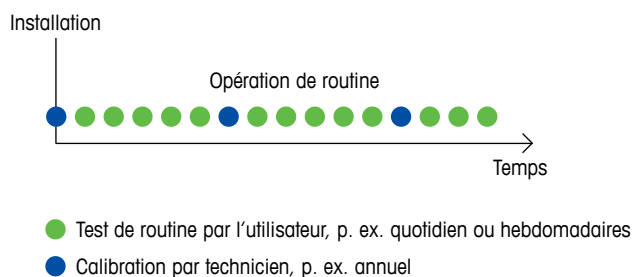 Installation
Opération de routine
Temps
Test de routine par l'utilisateur, p. ex. quotidien ou hebdomadaires
Calibration par technicien, p. ex. annuel